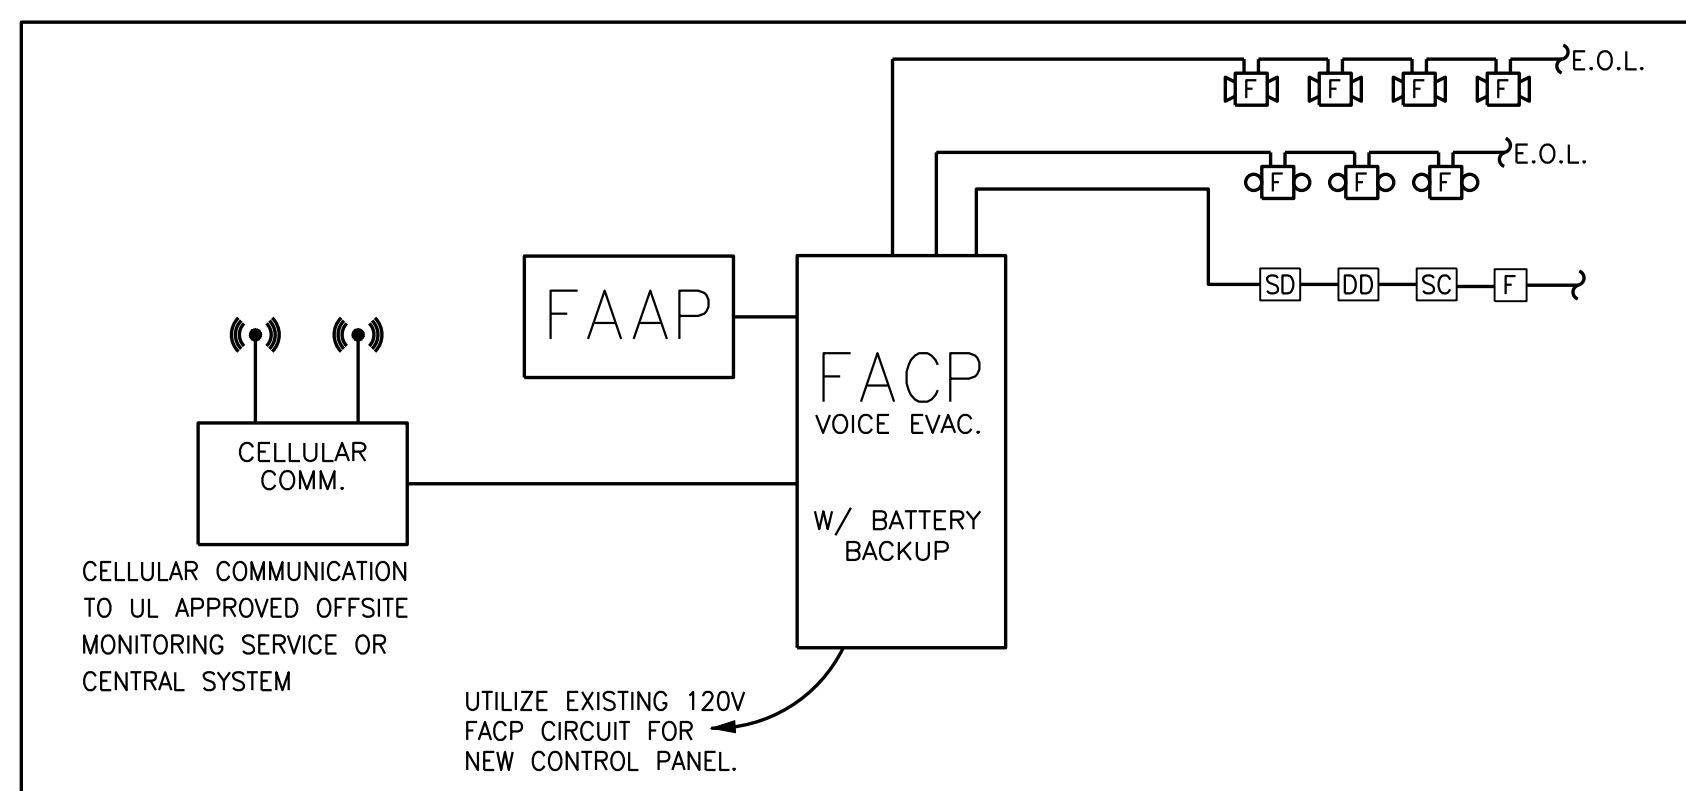 E.O.L.
F F F F
E.O.L.
F F F
SD DD SC F
FAAP
FACP
VOICE EVAC.
W/ BATTERY
BACKUP
CELLULAR
COMM.
CELLULAR COMMUNICATION
TO UL APPROVED OFFSITE
MONITORING SERVICE OR
CENTRAL SYSTEM
UTILIZE EXISTING 120V
FACP CIRCUIT FOR
NEW CONTROL PANEL.